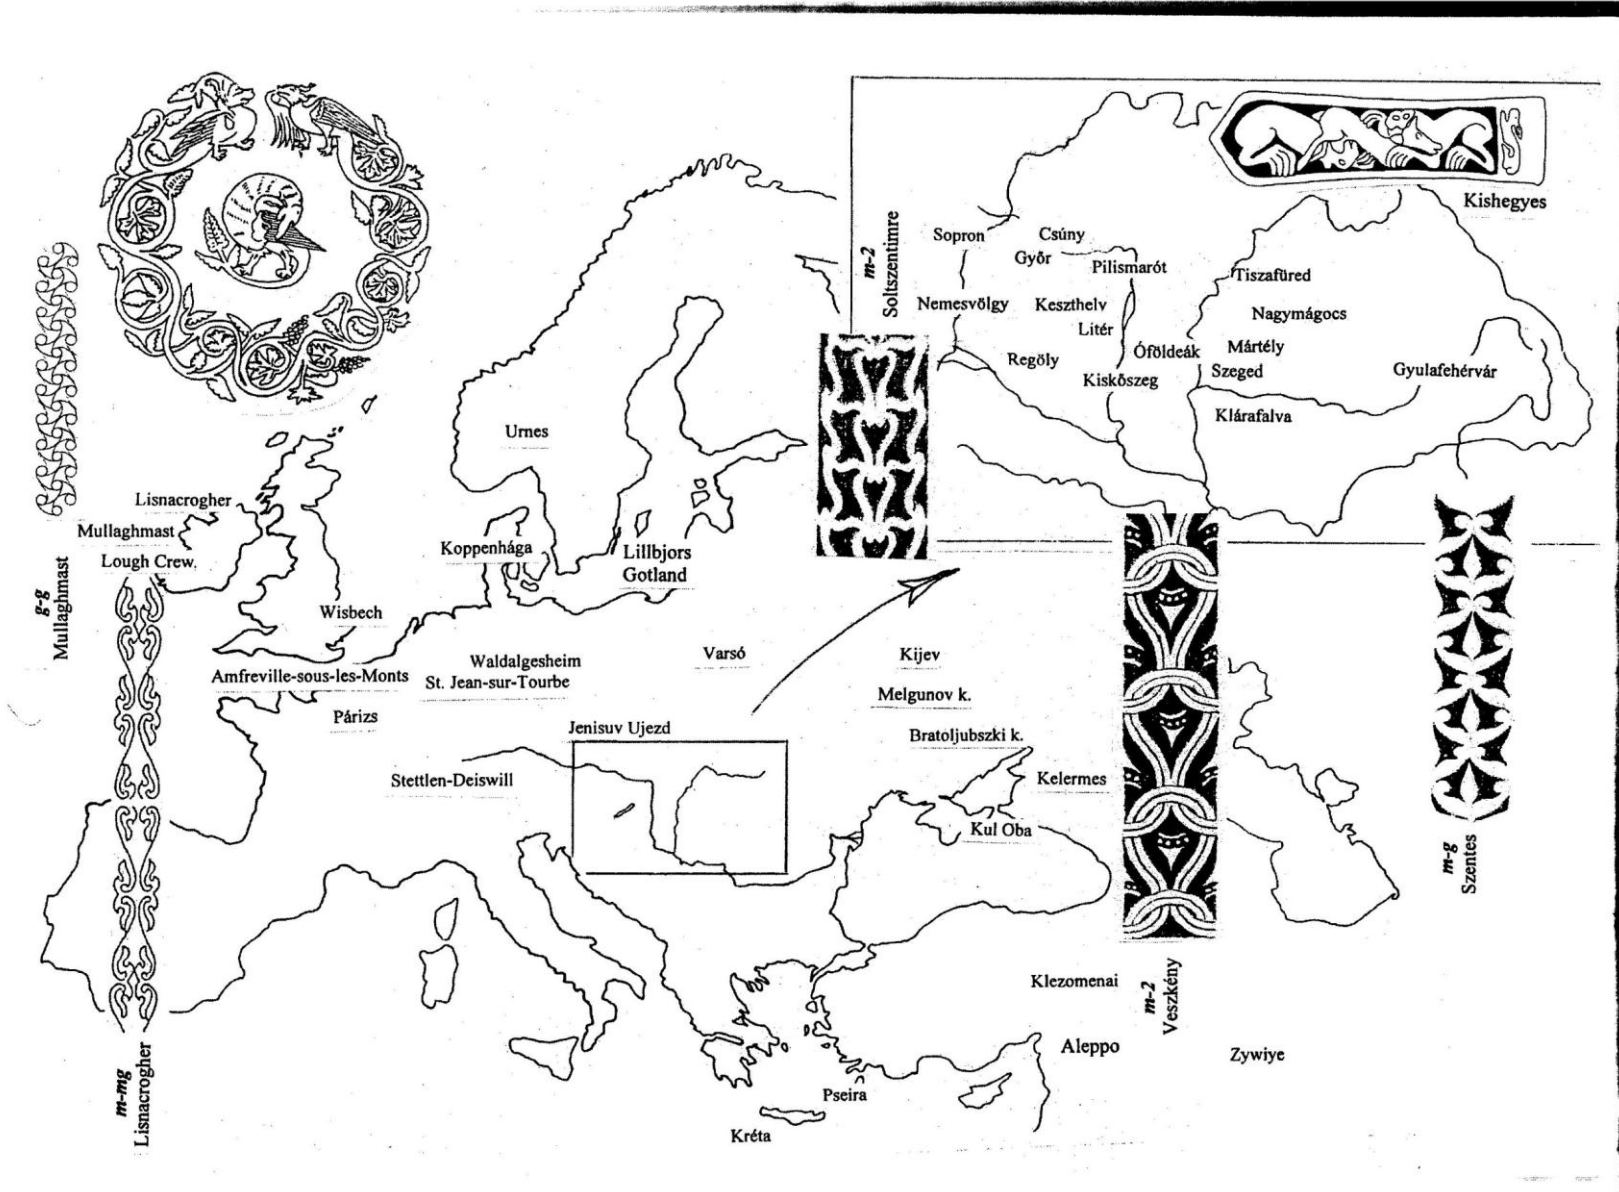 Kishegyes
m-2
Soltszentimre
Sopron
Csúny
Győr
Pilismarót
Tiszafüred
Nemesvölgy
Keszthelv
Nagymágocs
Litér
Regöly
Óföldeák
Mártély
Szeged
Kiskőszeg
Gyulafehérvár
Klárafalva
Urnes
Lisnacrogher
Mullaghmast
Lough Crew.
g-g
Mullaghmast
Koppenhága
Lillbjors
Gotland
Wisbech
Amfreville-sous-les-Monts
Waldalgesheim
St. Jean-sur-Tourbe
Varsó
Kijev
Párizs
Melgunov k.
Jenisuv Ujezd
Bratoljubszki k.
Stettlen-Deiswill
Kelermes
Kul Oba
m-g
Szentes
Klezomenai
m-2
Veszkény
Aleppo
Zywiye
m-mg
Lisnacrogher
Pseira
Kréta